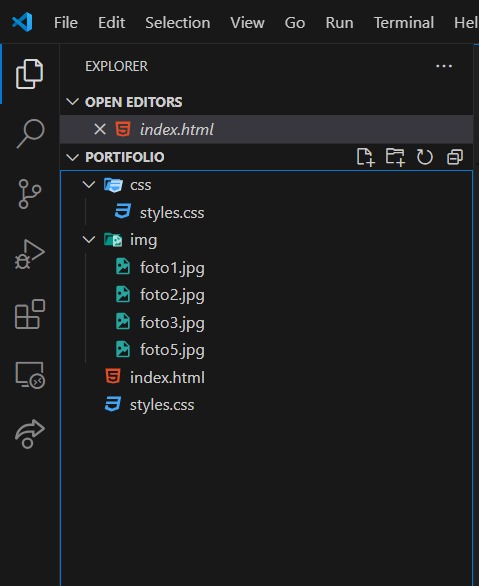 File Edit Selection View Go Run Terminal Hel
EXPLORER
OPEN EDITORS
index.html
PORTIFOLIO
css
styles.css
img
foto1.jpg
foto2.jpg
foto3.jpg
foto5.jpg
index.html
styles.css